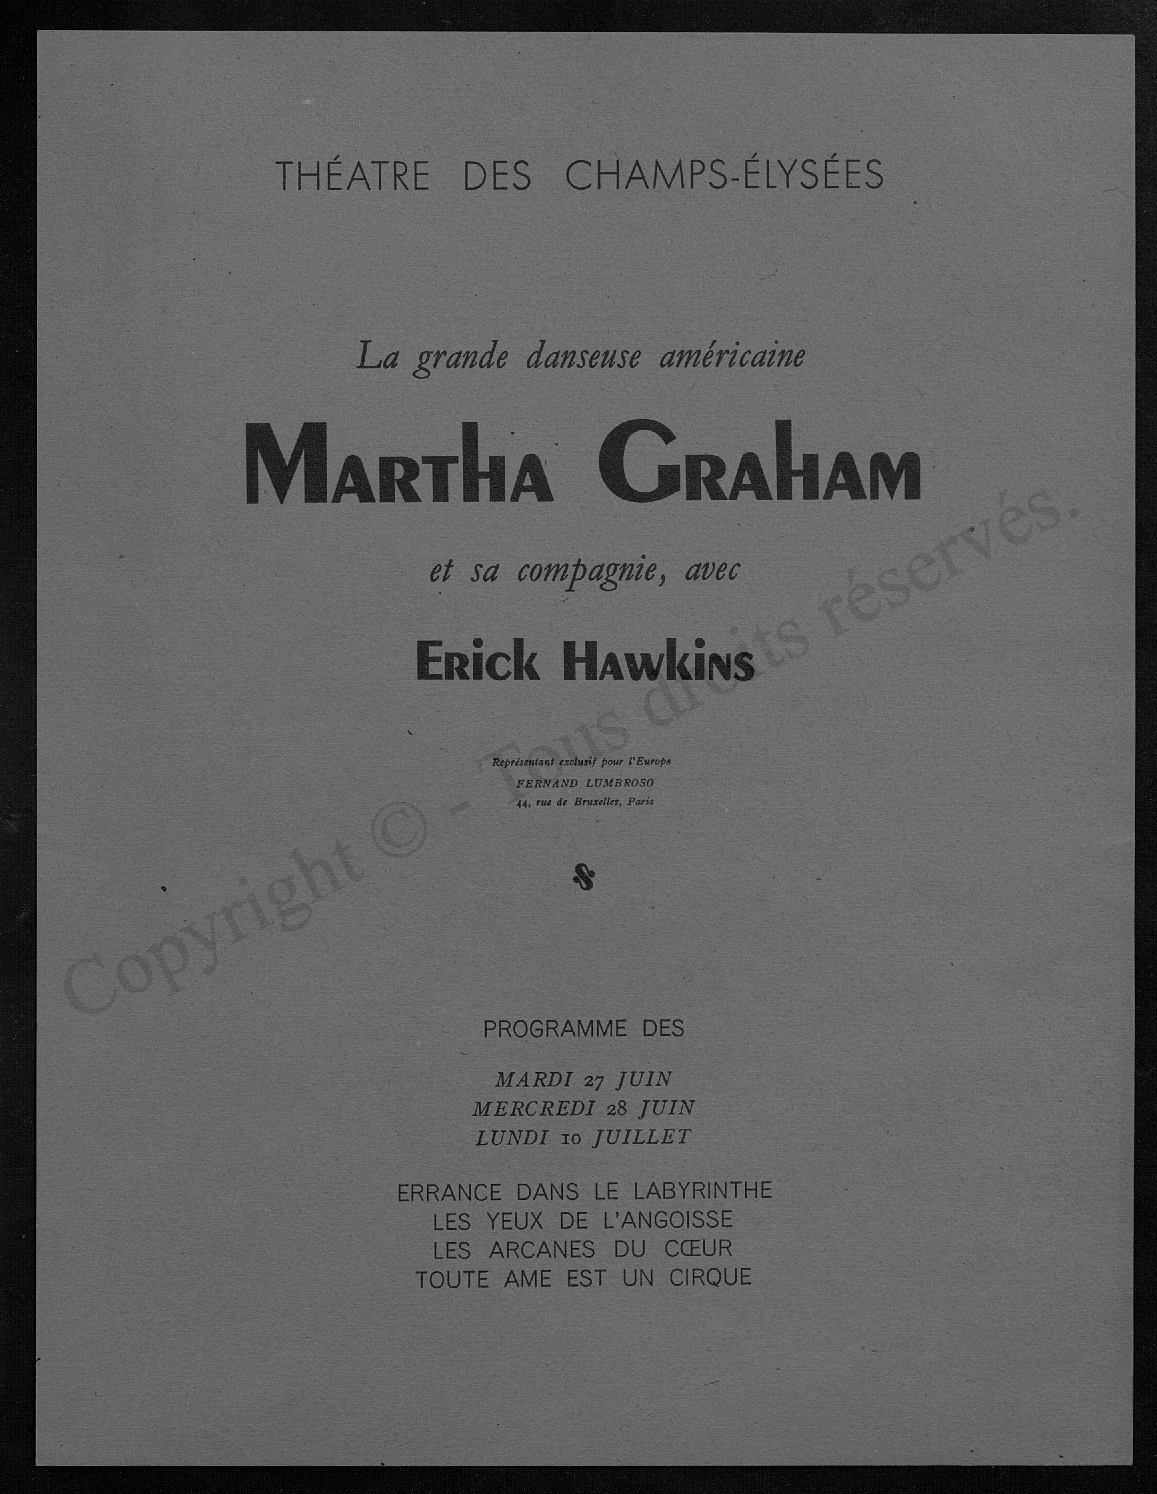 THÉATRE DES CHAMPS-ÉLYSÉES
La grande danseuse américaine
MARTHA GRAHAM
et sa compagnie, avec
ERICK HAWKINS
Représentant exclusif pour l'Europe
FERNAND LUMBROSO
44, rue de Bruxelles, Paris
PROGRAMME DES
MARDI 27 JUIN
MERCREDI 28 JUIN
LUNDI 10 JUILLET
ERRANCE DANS LE LABYRINTHE
LES YEUX DE L'ANGOISSE
LES ARCANES DU CŒUR
TOUTE AME EST UN CIRQUE
Copyright © - Tous droits réservés.